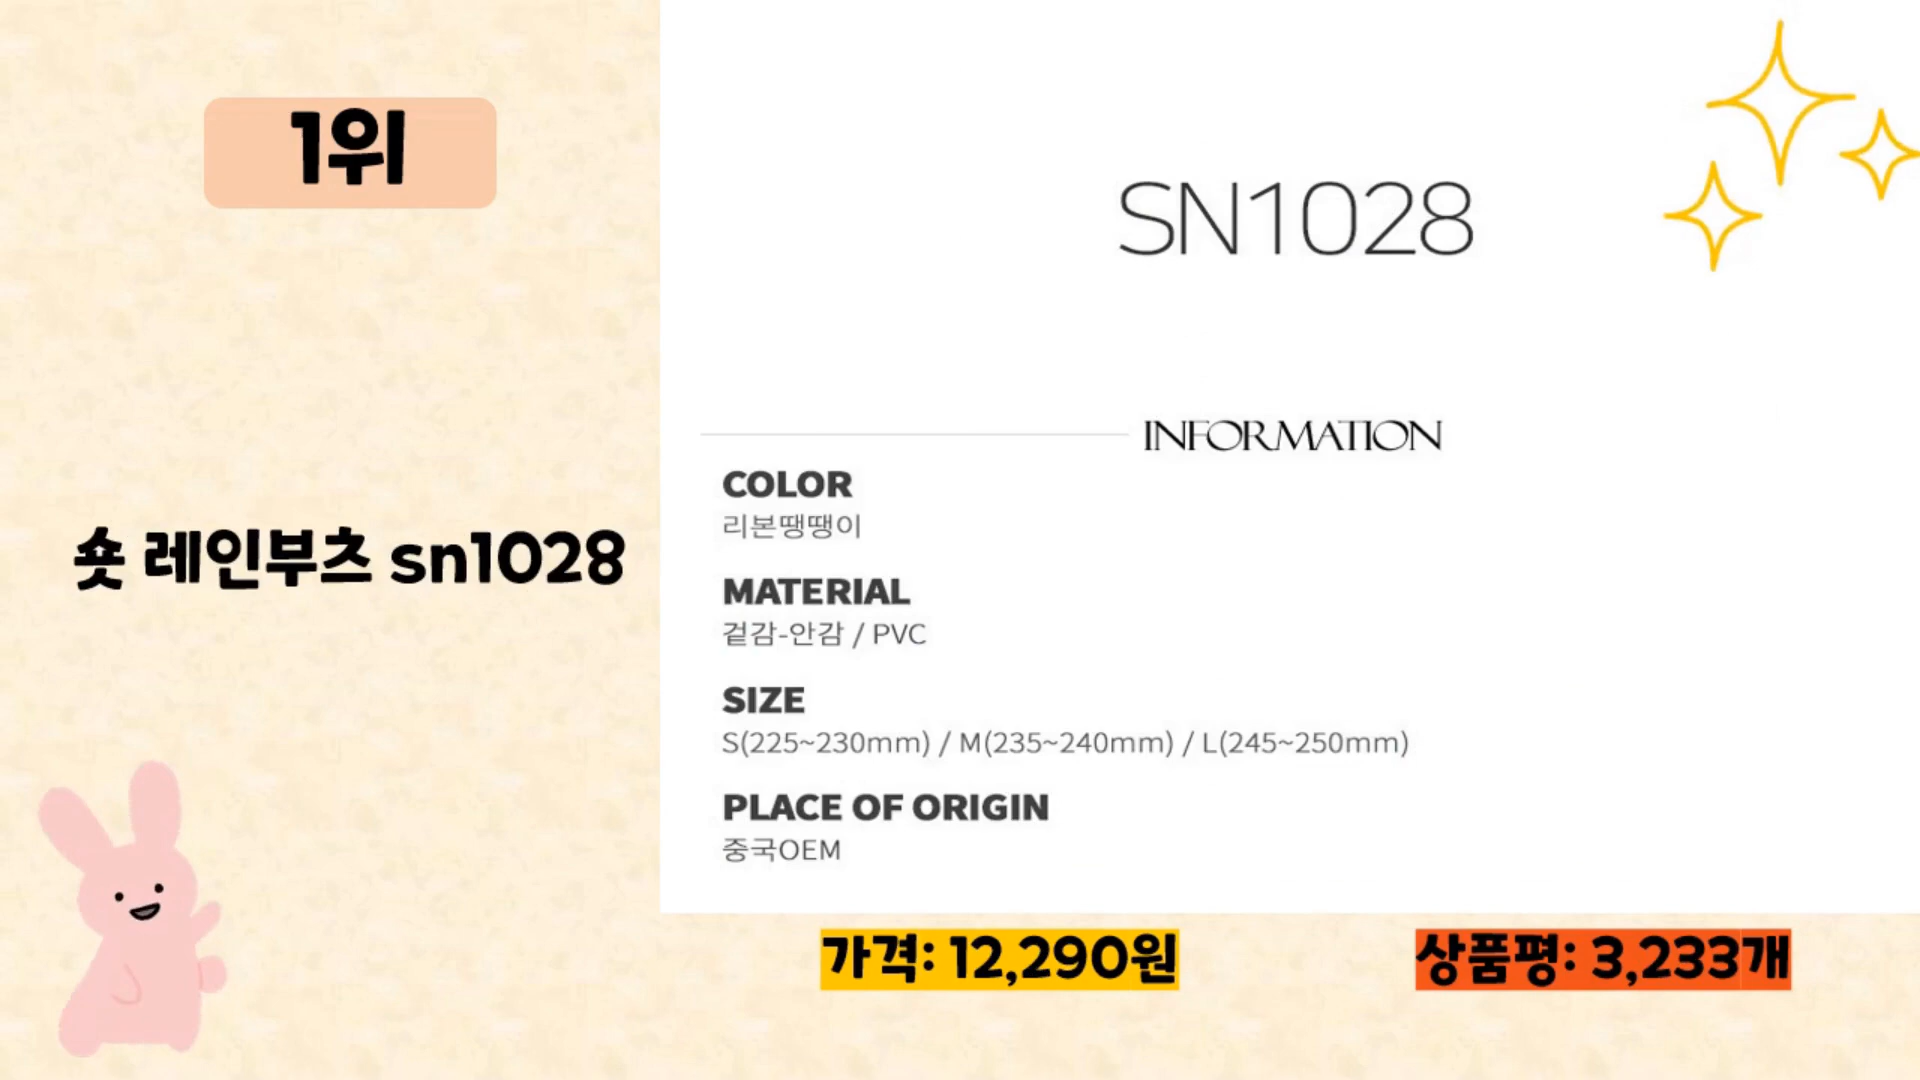 1위
숏 레인부츠 sn1028
SN1028
INFORMATION
COLOR
리본땡땡이
MATERIAL
겉감-안감 / PVC
SIZE
S(225~230mm) / M(235~240mm) / L(245~250mm)
PLACE OF ORIGIN
중국OEM
가격: 12,290원
상품평: 3,233개